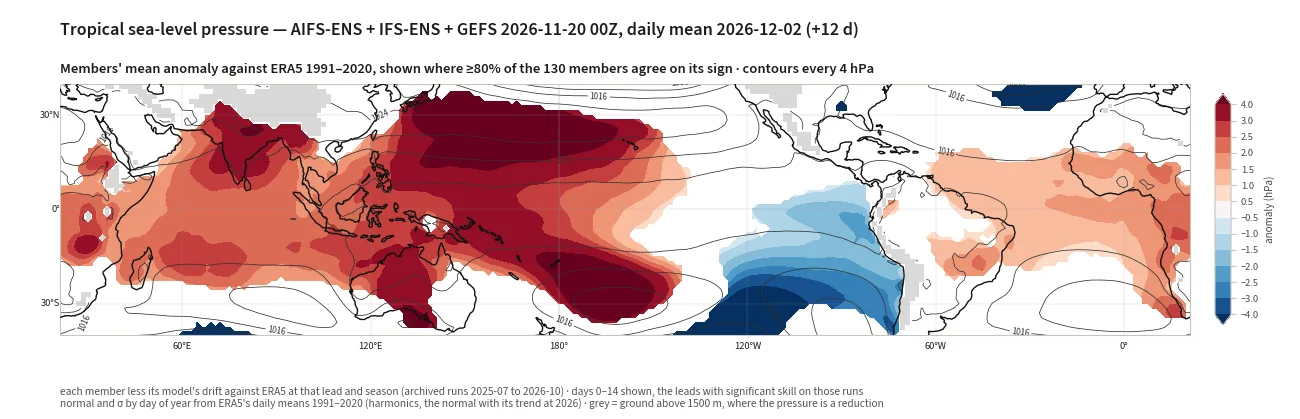 Tropical sea-level pressure — AIFS-ENS + IFS-ENS + GEFS 2026-11-20 00Z, daily mean 2026-12-02 (+12 d)
Members' mean anomaly against ERA5 1991–2020, shown where ≥80% of the 130 members agree on its sign · contours every 4 hPa
1016
1016
1024
1016
1016
1016
1016
1016
30°N
0°
30°S
60°E
120°E
180°
120°W
60°W
0°
4.0
3.0
2.5
2.0
1.5
1.0
0.5
−0.5
−1.0
−1.5
−2.0
−2.5
−3.0
−4.0
anomaly (hPa)
each member less its model's drift against ERA5 at that lead and season (archived runs 2025-07 to 2026-10) · days 0–14 shown, the leads with significant skill on those runs
normal and σ by day of year from ERA5's daily means 1991–2020 (harmonics, the normal with its trend at 2026) · grey = ground above 1500 m, where the pressure is a reduction